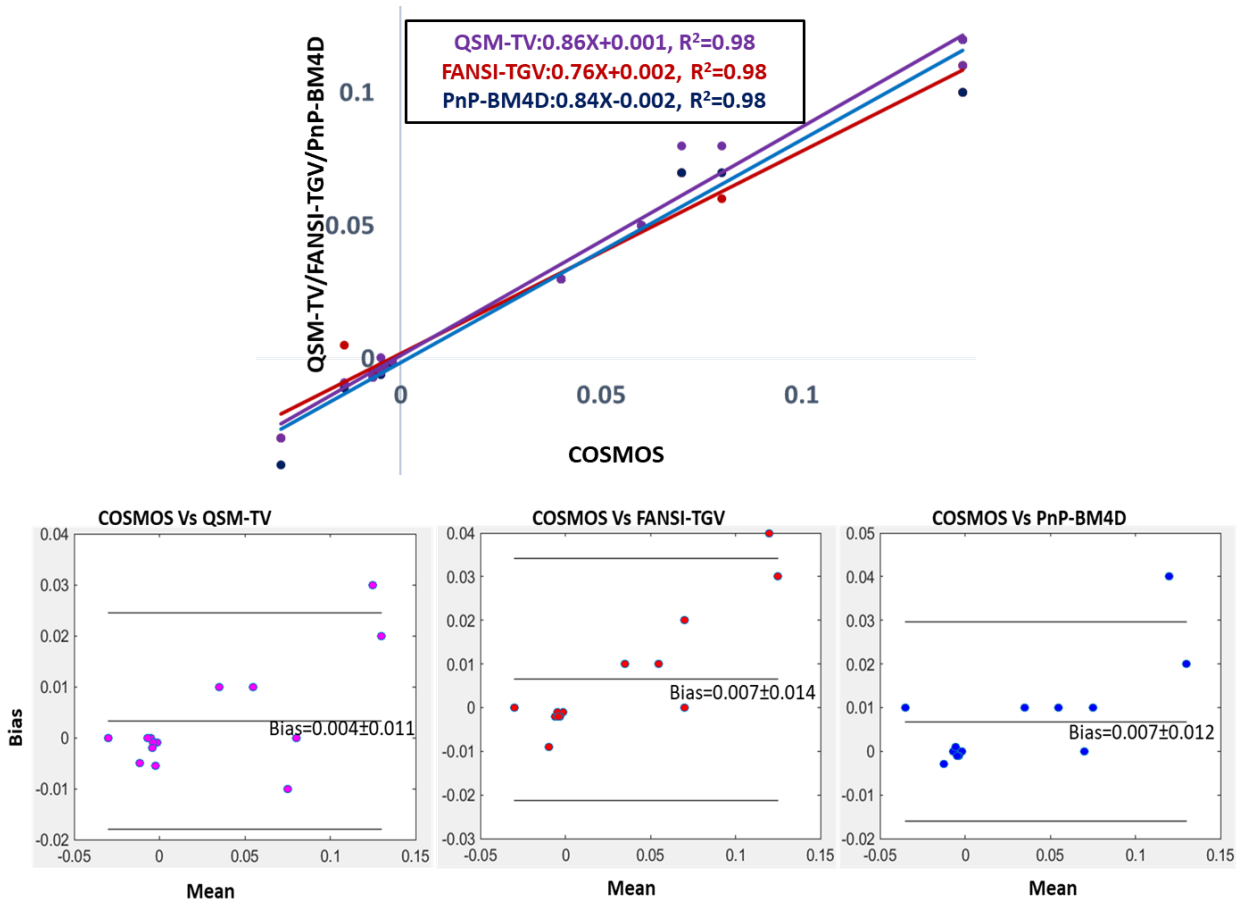 QSM-TV:0.86X+0.001, R²=0.98
FANSI-TGV:0.76X+0.002, R²=0.98
PnP-BM4D:0.84X-0.002, R²=0.98
QSM-TV/FANSI-TGV/PnP-BM4D
0.1
0.05
0
0
0.05
0.1
COSMOS
COSMOS Vs QSM-TV
0.04
0.03
0.02
0.01
0
-0.01
-0.02
Bias=0.004±0.011
-0.05
0
0.05
0.1
0.15
Bias
Mean
COSMOS Vs FANSI-TGV
0.04
0.03
0.02
0.01
0
-0.01
-0.02
-0.03
Bias=0.007±0.014
-0.05
0
0.05
0.1
0.15
Mean
COSMOS Vs PnP-BM4D
0.05
0.04
0.03
0.02
0.01
0
-0.01
-0.02
Bias=0.007±0.012
-0.05
0
0.05
0.1
0.15
Mean